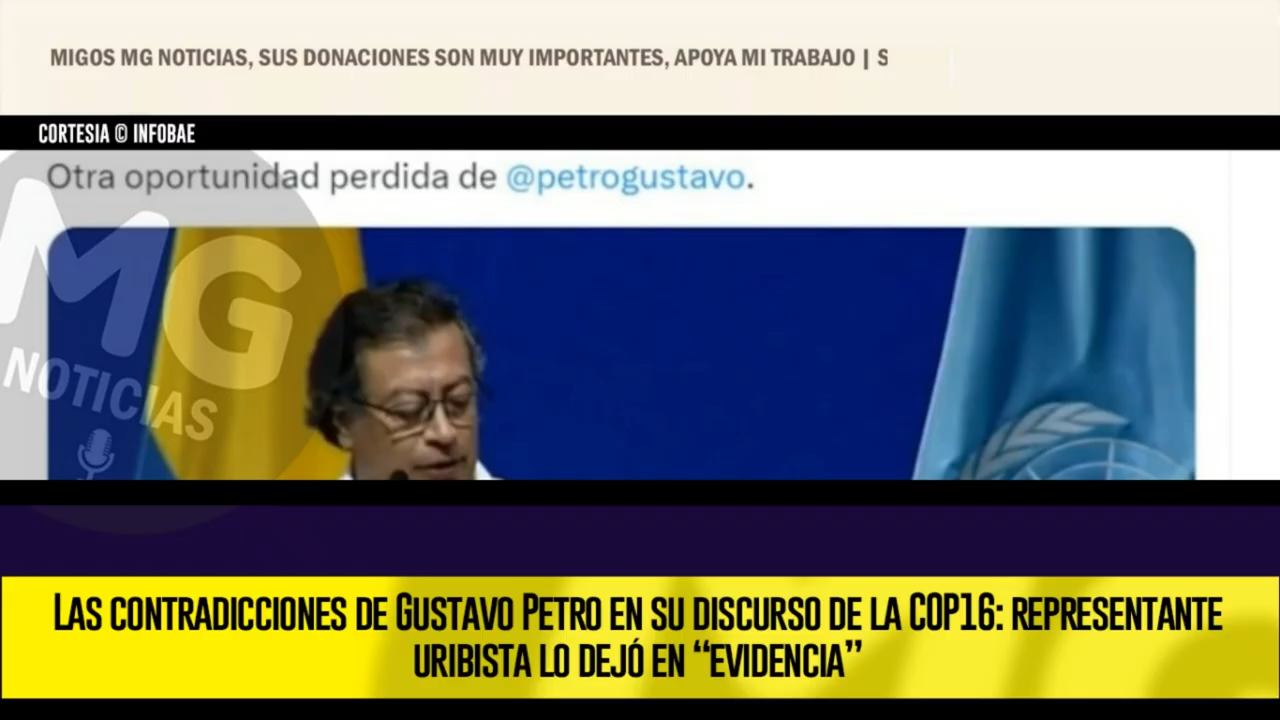 MIGOS MG NOTICIAS, SUS DONACIONES SON MUY IMPORTANTES, APOYA MI TRABAJO | S
CORTESIA © INFOBAE
Otra oportunidad perdida de @petrogustavo.
MG
NOTICIAS
LAS CONTRADICCIONES DE GUSTAVO PETRO EN SU DISCURSO DE LA COP16: REPRESENTANTE
URIBISTA LO DEJÓ EN “EVIDENCIA”